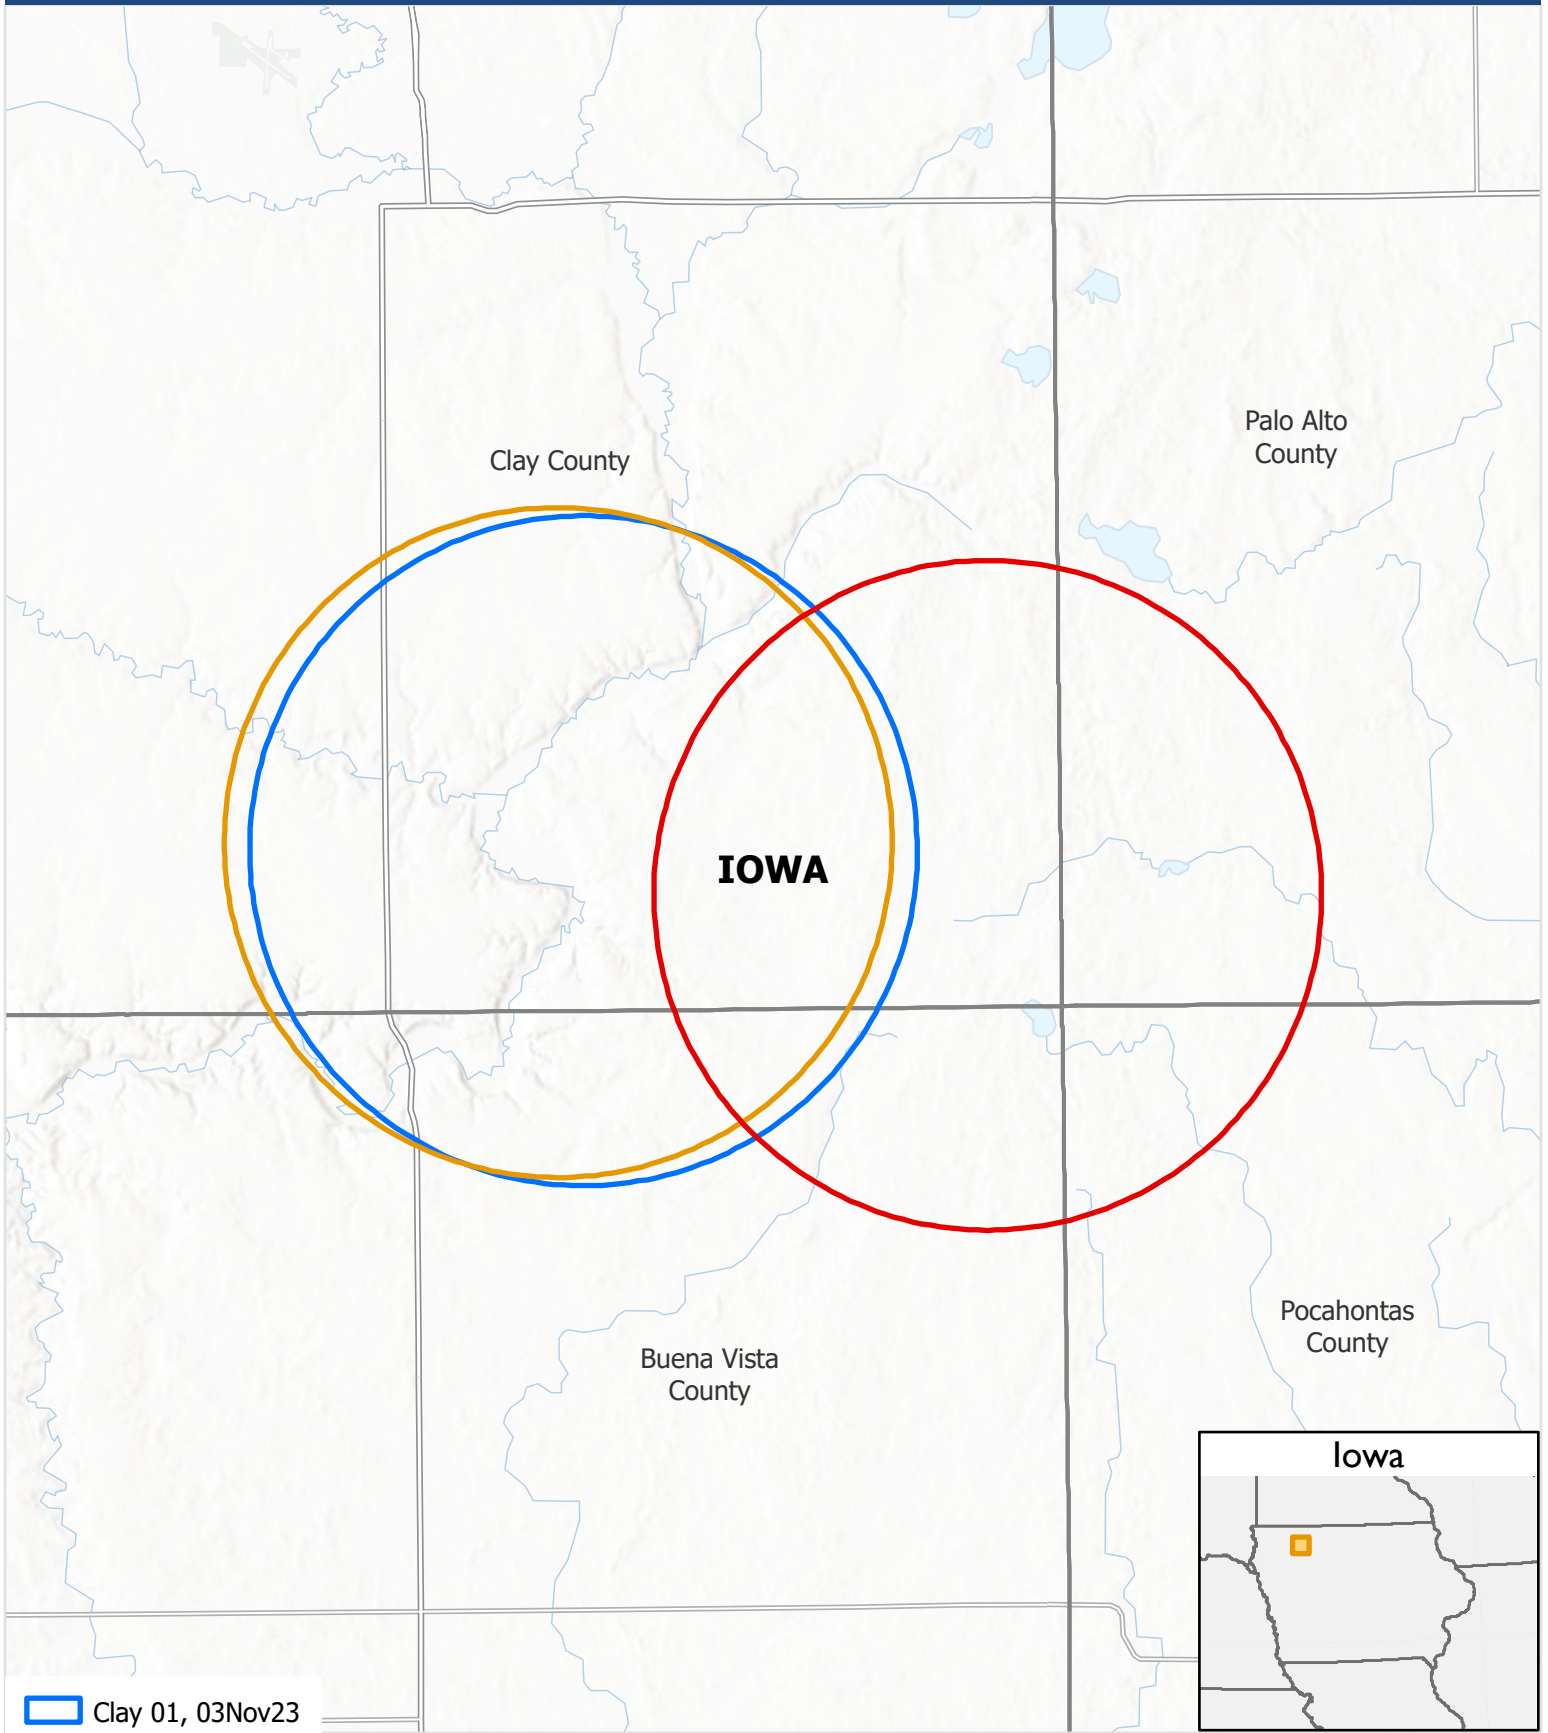 Palo Alto
County
Clay County
IOWA
Pocahontas
County
Buena Vista
County
Iowa
Clay 01, 03Nov23